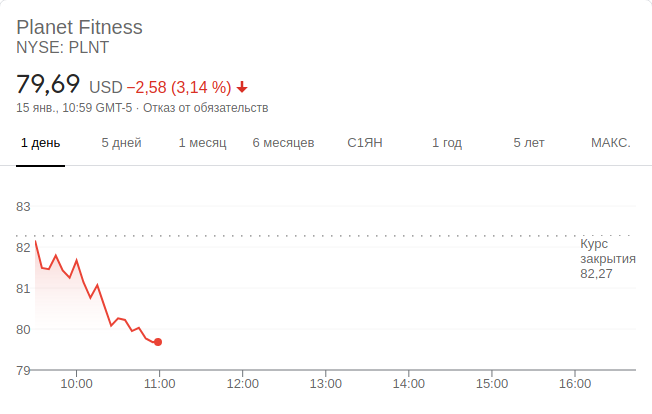 Planet Fitness
NYSE: PLNT
79,69 USD −2,58 (3,14 %)
15 янв., 10:59 GMT-5 · Отказ от обязательств
1 день 5 дней 1 месяц 6 месяцев С1ЯН 1 год 5 лет МАКС.
83
82
81
80
79
Курс
закрытия
82,27
10:00 11:00 12:00 13:00 14:00 15:00 16:00